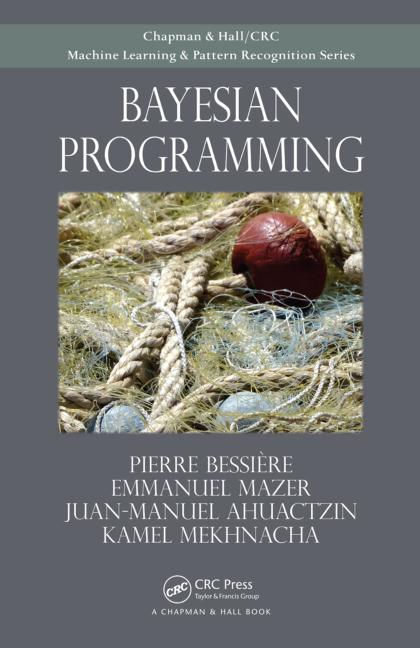 Chapman & Hall/CRC
Machine Learning & Pattern Recognition Series
BAYESIAN
PROGRAMMING
PIERRE BESSIÈRE
EMMANUEL MAZER
JUAN-MANUEL AHUACTZIN
KAMEL MEKHNACHA
CRC
CRC Press
Taylor & Francis Group
A CHAPMAN & HALL BOOK